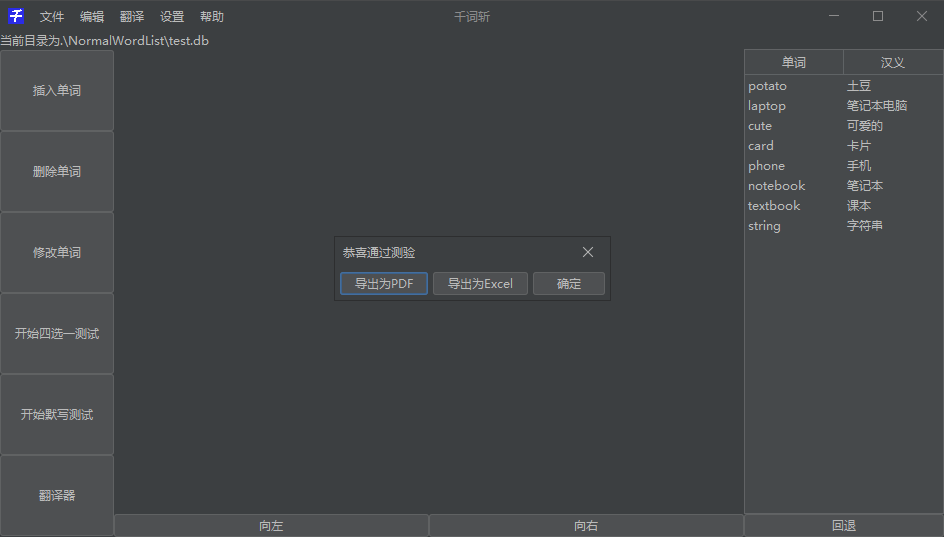 千 文件 编辑 翻译 设置 帮助 千词斩
当前目录为.\NormalWordList\test.db
插入单词
删除单词
修改单词
开始四选一测试
开始默写测试
翻译器
恭喜通过测验
导出为PDF 导出为Excel 确定
单词 汉义
potato 土豆
laptop 笔记本电脑
cute 可爱的
card 卡片
phone 手机
notebook 笔记本
textbook 课本
string 字符串
向左 向右 回退